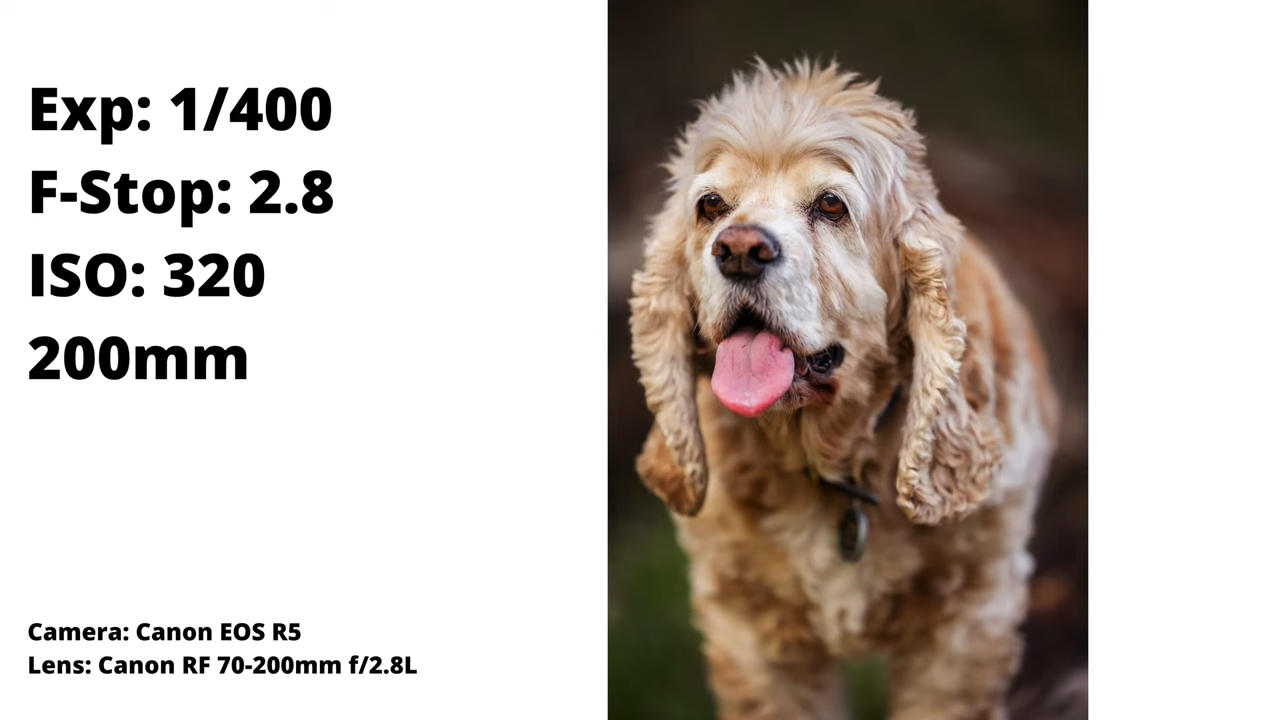 Exp: 1/400
F-Stop: 2.8
ISO: 320
200mm
Camera: Canon EOS R5
Lens: Canon RF 70-200mm f/2.8L